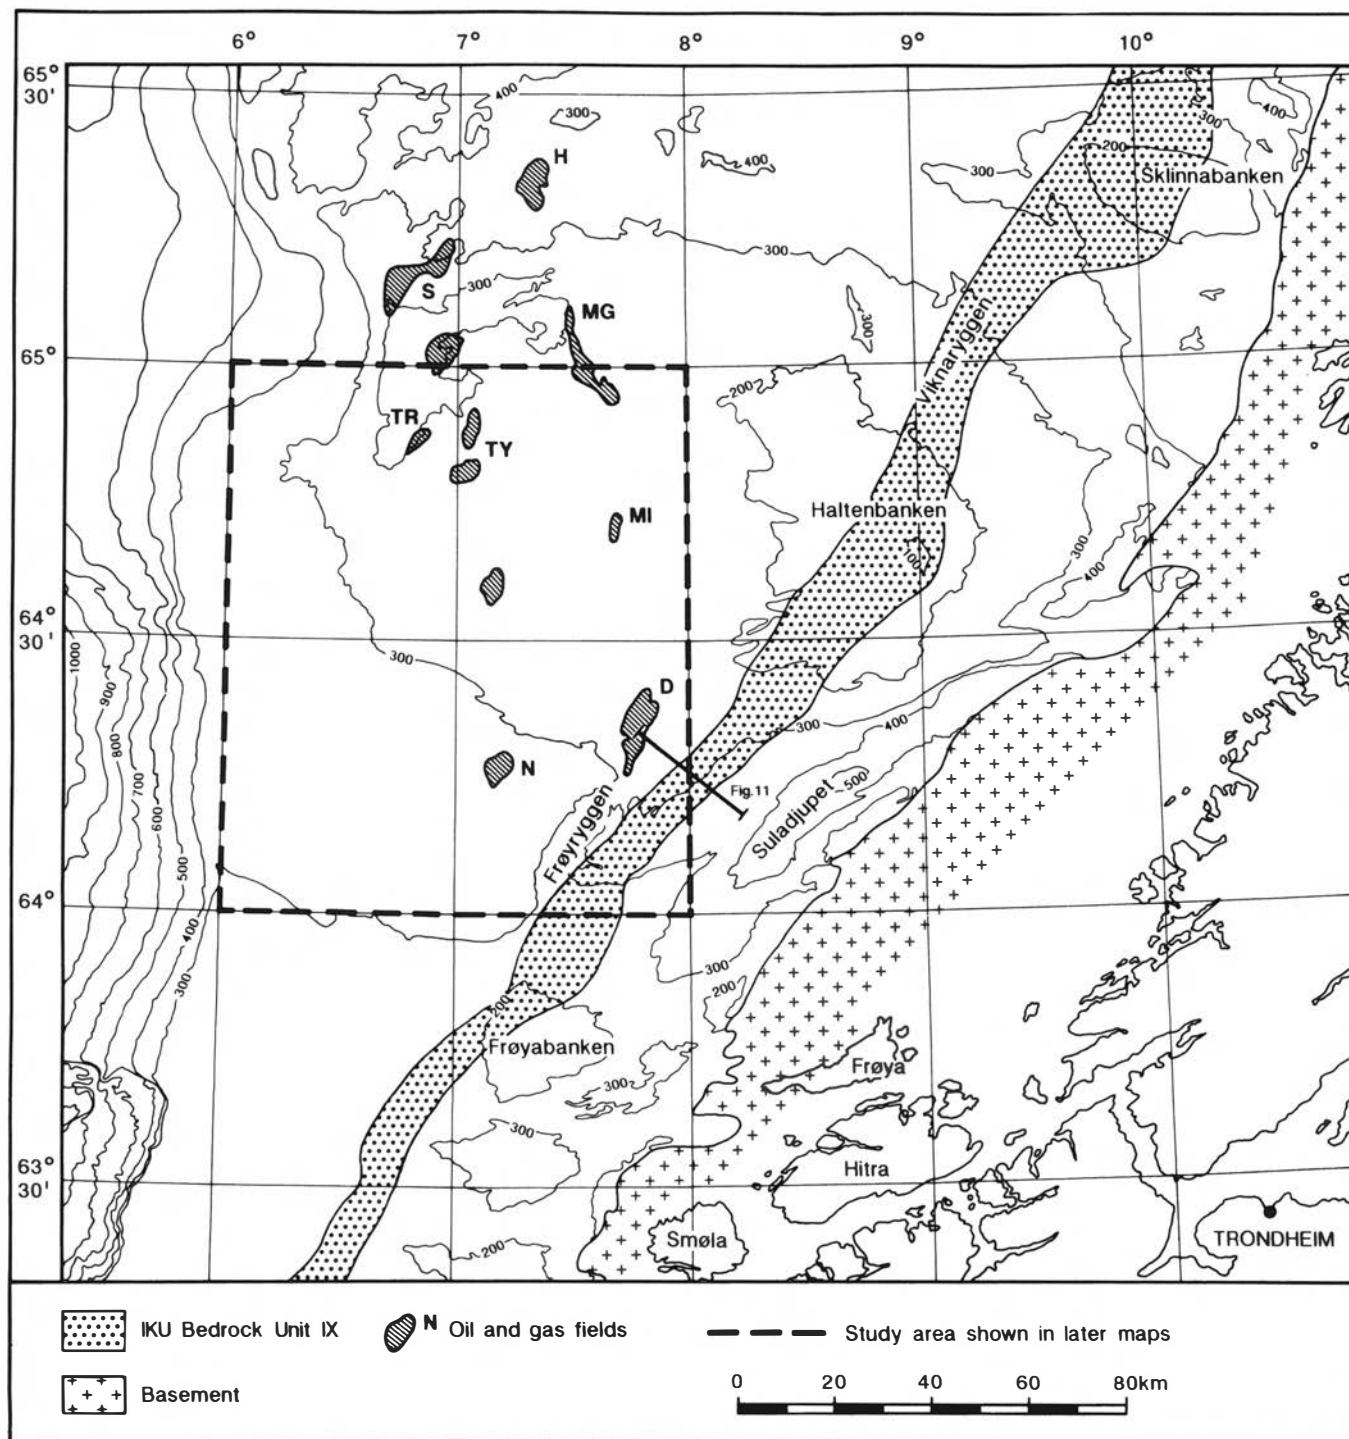 6° 7° 8° 9° 10°
65°
30'
400
300
400
300
400
300
200
H
Sklinnabanken
300
300
S
300
MG
300
Viknaryggen
65°
200
TR
TY
Haltenbanken
MI
100
300
400
64°
30'
300
1000
900
800
700
600
500
400
300
D
300
400
N
Fig.11
500
Suladjupet
Frøyryggen
64°
300
200
200
Frøyabanken
300
Frøya
300
63°
30'
Hitra
200
Smøla
TRONDHEIM
IKU Bedrock Unit IX
N Oil and gas fields
Study area shown in later maps
Basement
0 20 40 60 80km